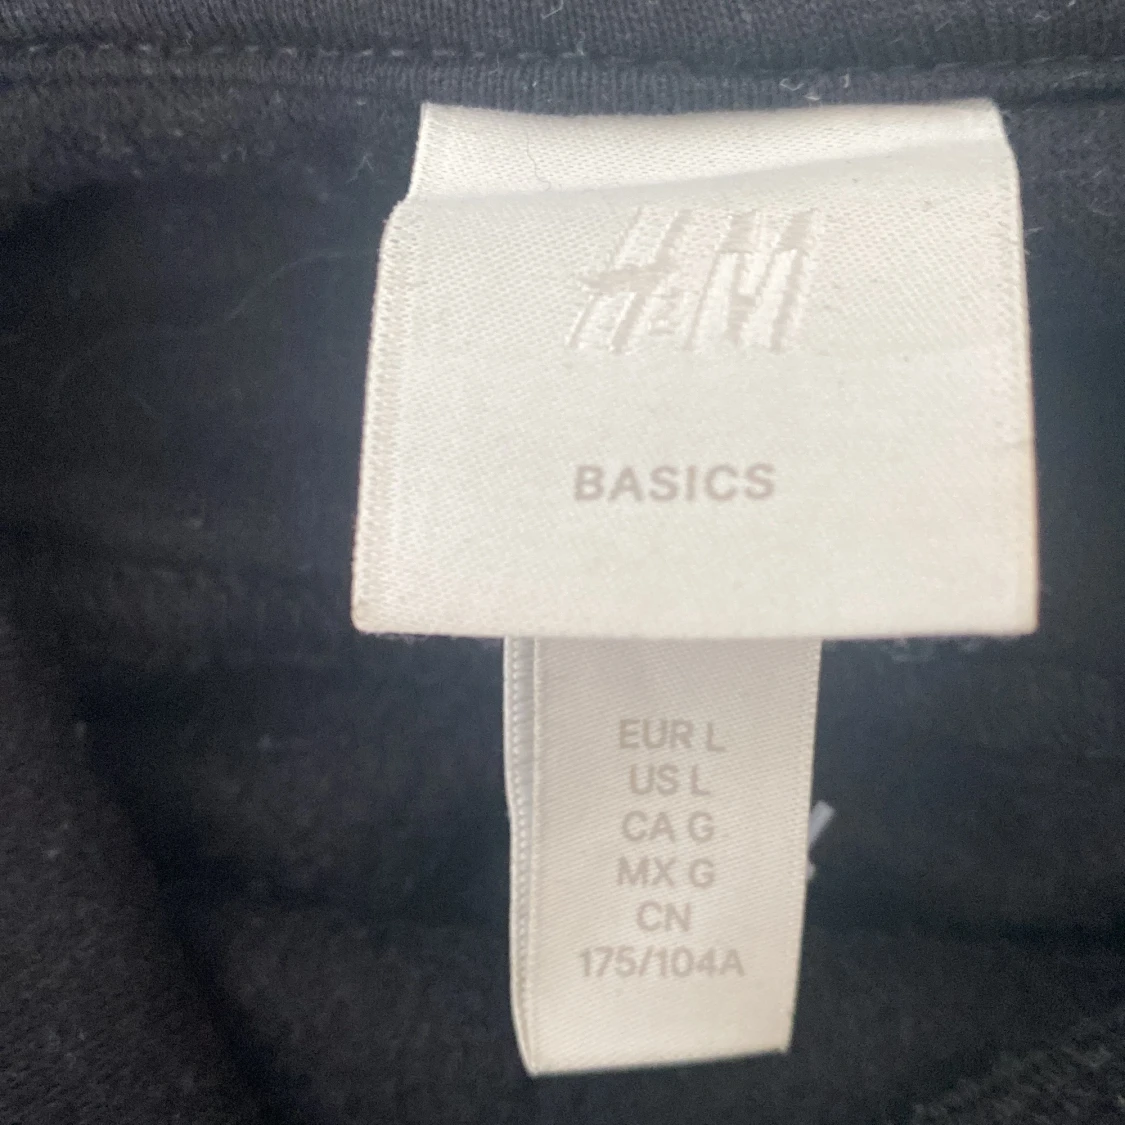 H&M
BASICS
EUR L
US L
CA G
MX G
CN
175/104A